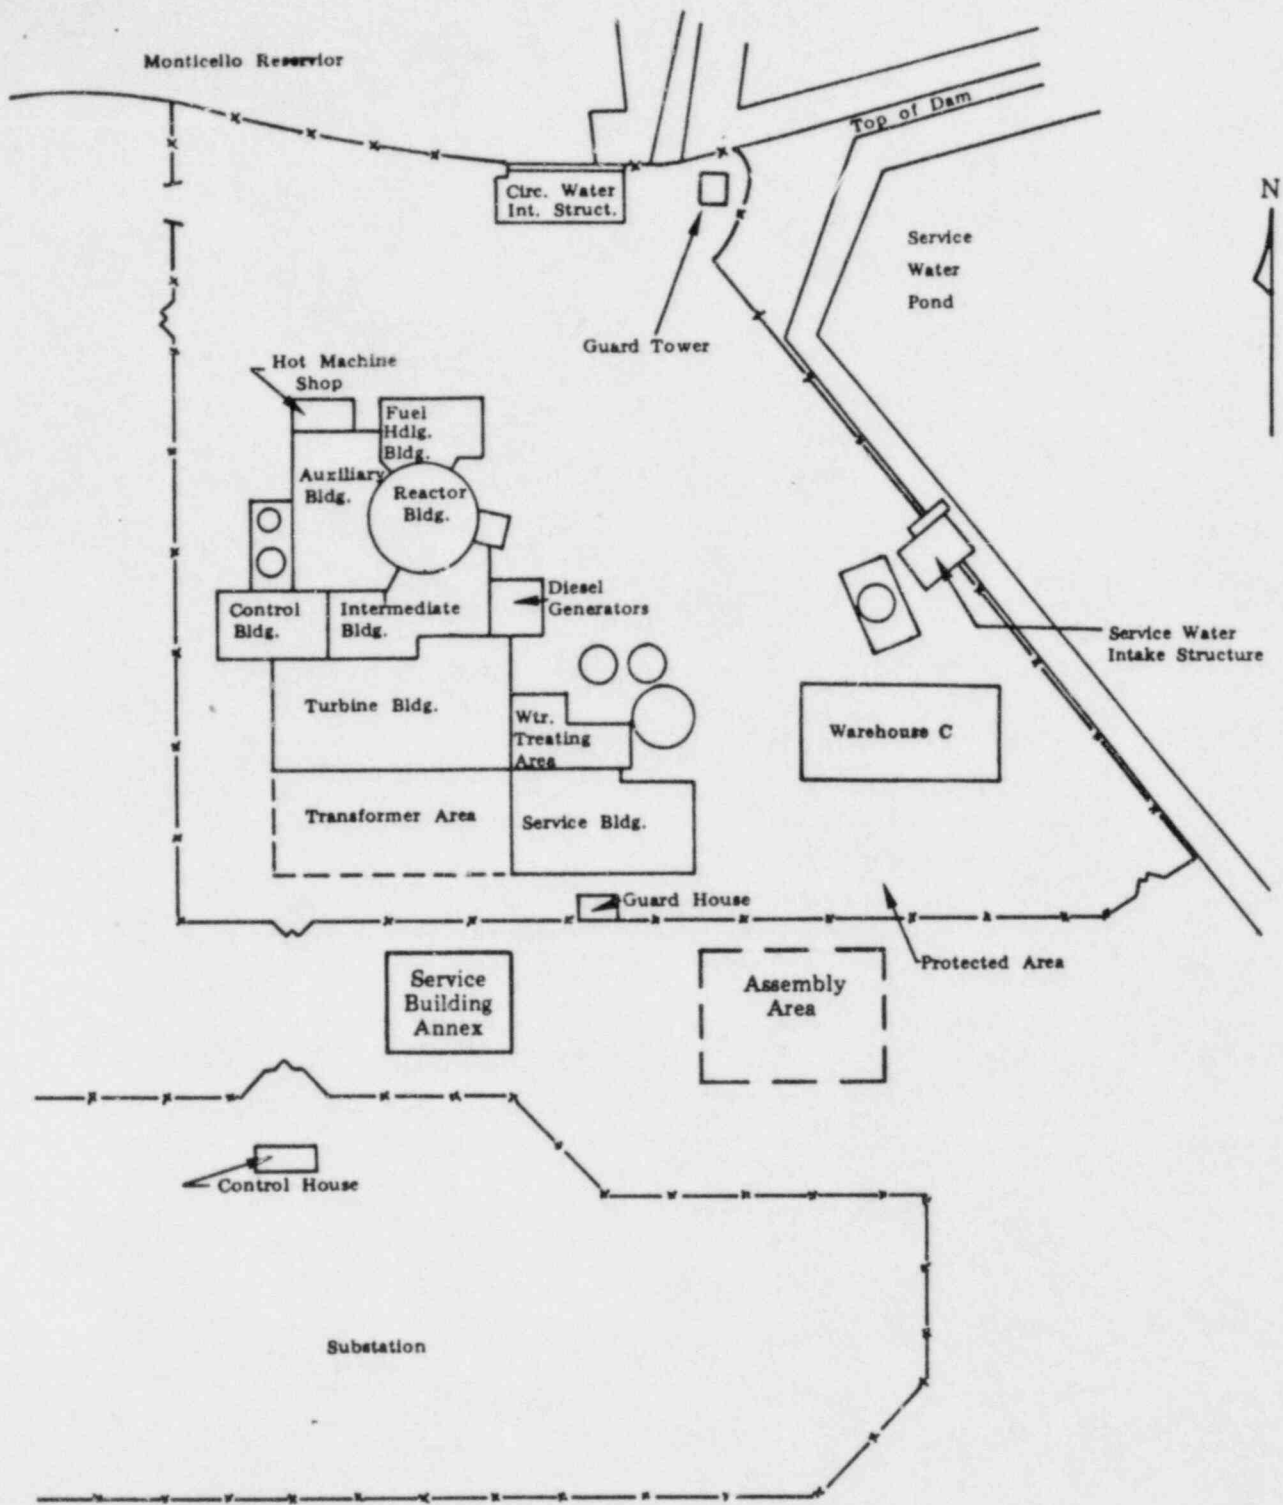 Monticello Reservior
Top of Dam
Circ. Water
Int. Struct.
N
Service
Water
Pond
Guard Tower
Hot Machine
Shop
Fuel
Hdlg.
Bldg.
Auxiliary
Bldg.
Reactor
Bldg.
Diesel
Generators
Control
Bldg.
Intermediate
Bldg.
Service Water
Intake Structure
Turbine Bldg.
Wtr.
Treating
Area
Warehouse C
Transformer Area
Service Bldg.
Guard House
Protected Area
Service
Building
Annex
Assembly
Area
Control House
Substation